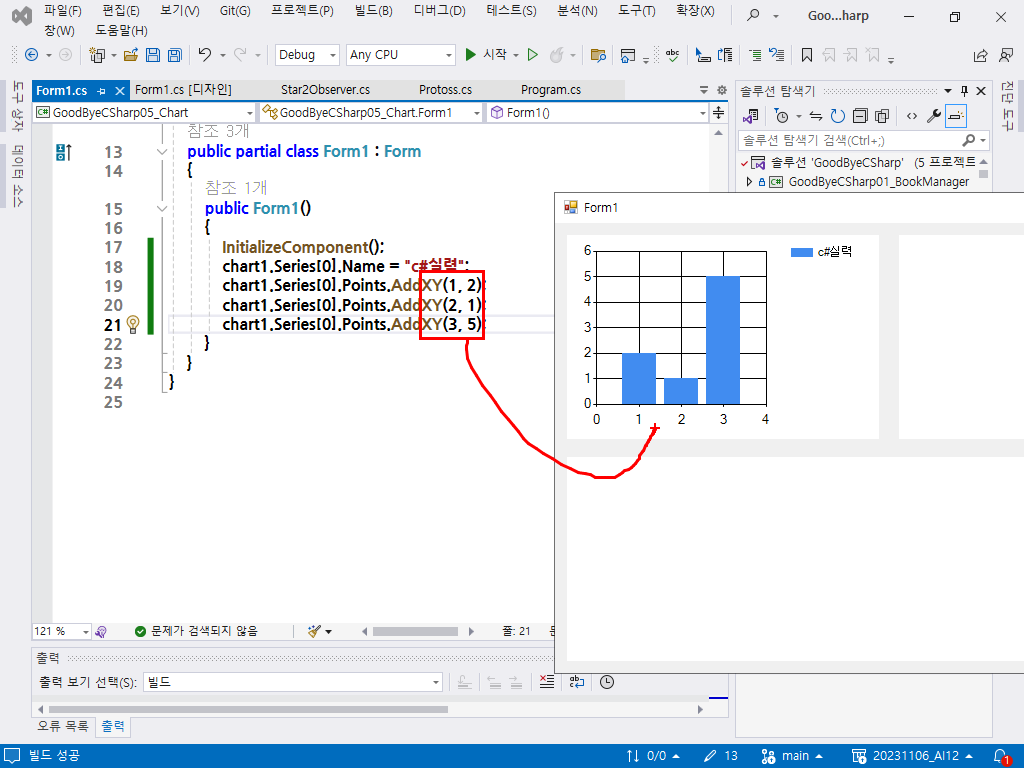 파일(F) 편집(E) 보기(V) Git(G) 프로젝트(P) 빌드(B) 디버그(D) 테스트(S) 분석(N) 도구(T) 확장(X) Goo...harp
창(W) 도움말(H)
Debug Any CPU 시작
Form1.cs Form1.cs [디자인] Star2Observer.cs Protoss.cs Program.cs
GoodByeCSharp05_Chart GoodByeCSharp05_Chart.Form1 Form1()
도구 상자
데이터 소스
참조 3개
13 public partial class Form1 : Form
14 {
참조 1개
15 public Form1()
16 {
17 InitializeComponent();
18 chart1.Series[0].Name = "c#실력";
19 chart1.Series[0].Points.AddXY(1, 2);
20 chart1.Series[0].Points.AddXY(2, 1);
21 chart1.Series[0].Points.AddXY(3, 5);
22 }
23 }
24 }
25
솔루션 탐색기
솔루션 탐색기 검색(Ctrl+;)
솔루션 'GoodByeCSharp' (5 프로젝트
GoodByeCSharp01_BookManager
진단 도구
Form1
6
5
4
3
2
1
0
0 1 2 3 4
c#실력
121 % 문제가 검색되지 않음 줄: 21
출력
출력 보기 선택(S): 빌드
오류 목록 출력
빌드 성공 0/0 13 main 20231106_AI12 1